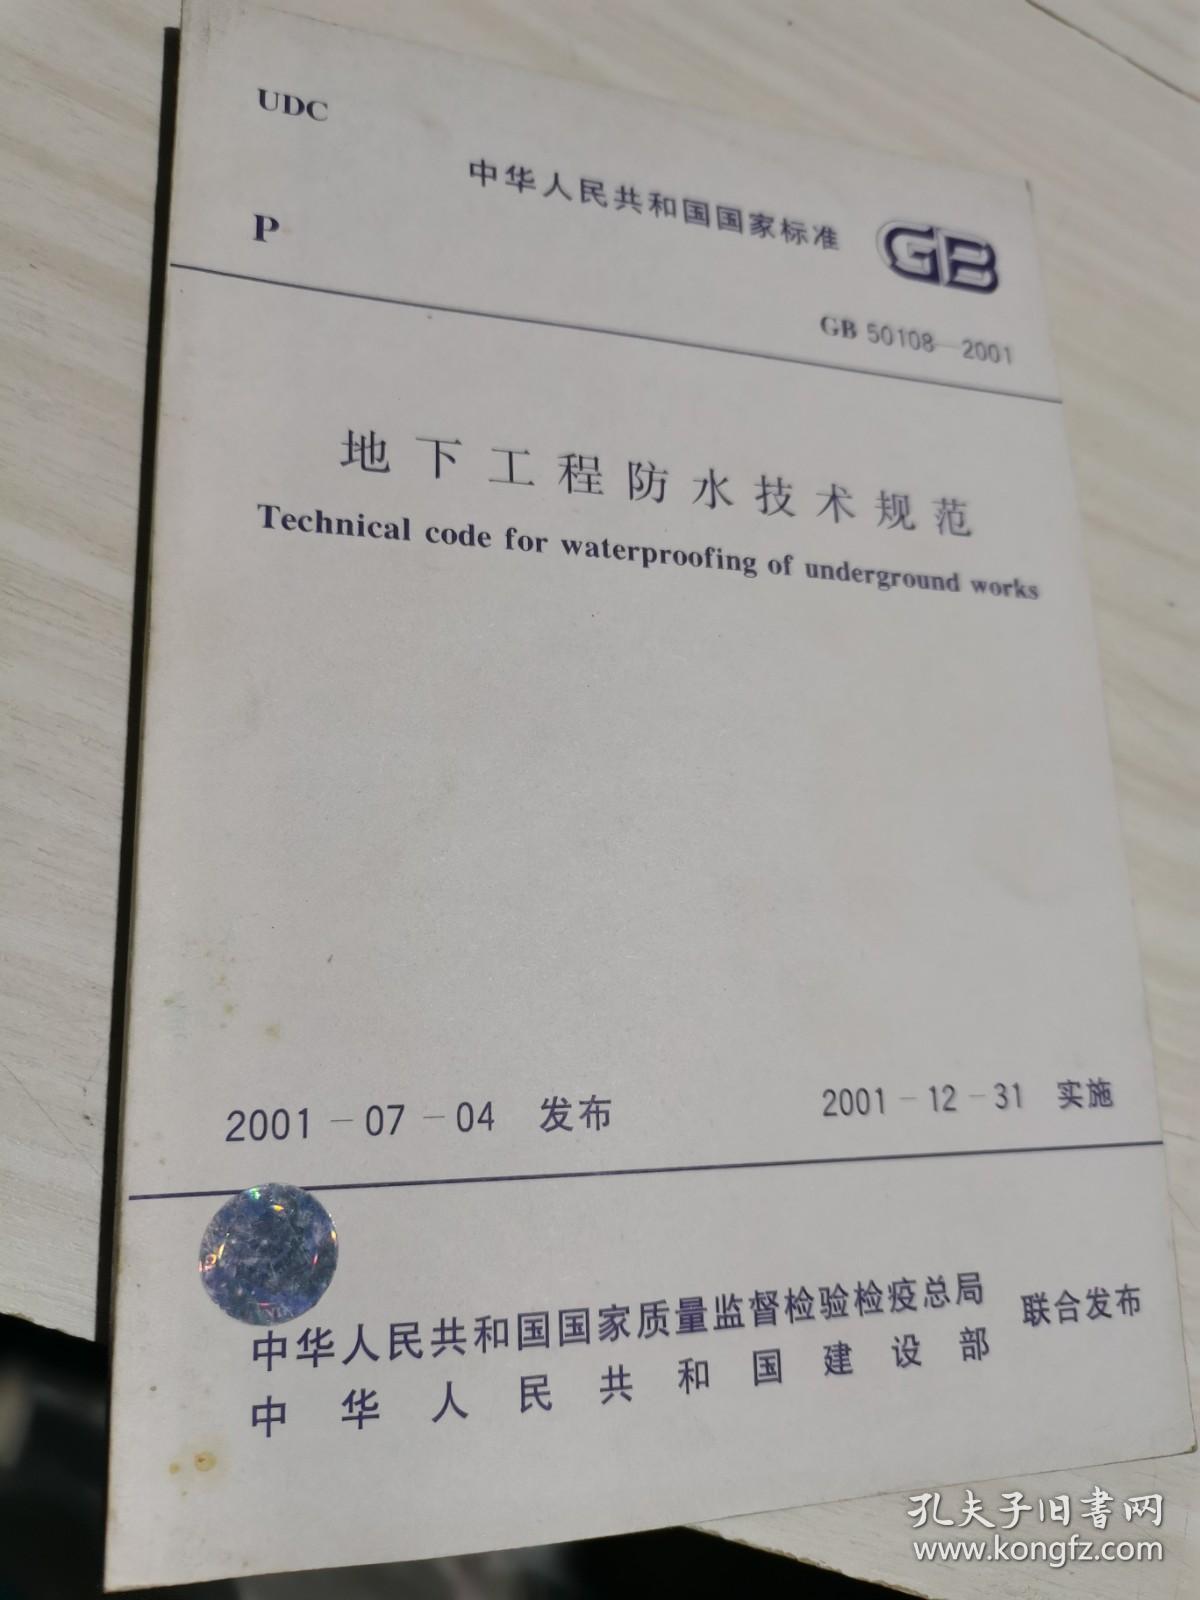 UDC
中华人民共和国国家标准
GB
P
GB 50108—2001
地下工程防水技术规范
Technical code for waterproofing of underground works
2001－07－04 发布
2001－12－31 实施
中华人民共和国国家质量监督检验检疫总局
中华人民共和国建设部
联合发布
孔夫子旧书网
www.kongfz.com